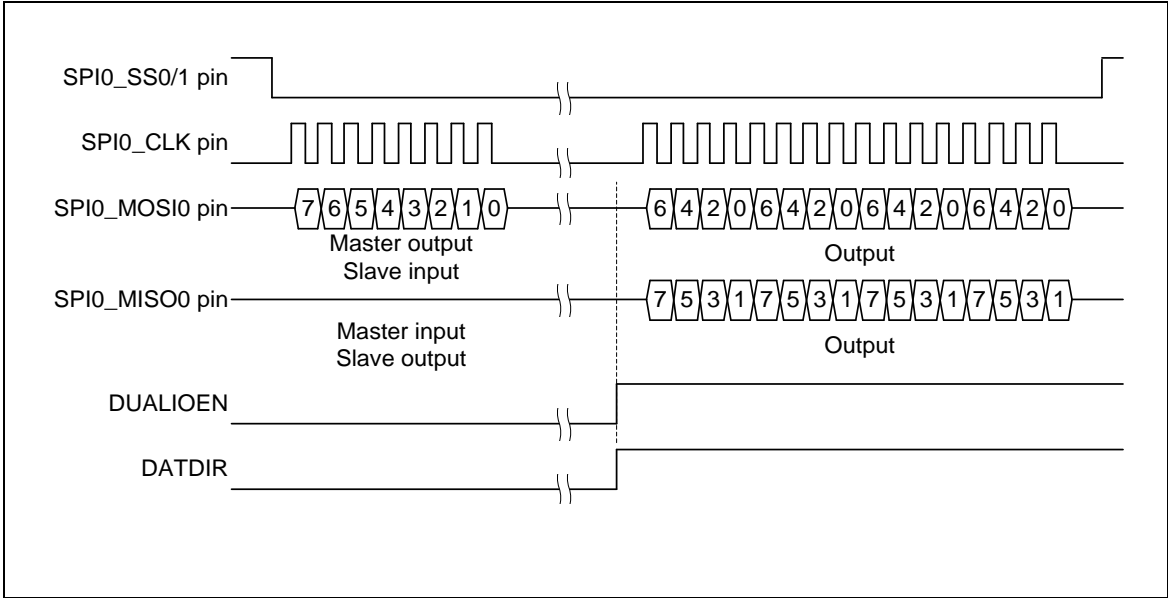 SPI0_SS0/1 pin
SPI0_CLK pin
SPI0_MOSI0 pin
7 6 5 4 3 2 1 0
6 4 2 0 6 4 2 0 6 4 2 0 6 4 2 0
Master output
Slave input
Output
SPI0_MISO0 pin
7 5 3 1 7 5 3 1 7 5 3 1 7 5 3 1
Master input
Slave output
Output
DUALIOEN
DATDIR